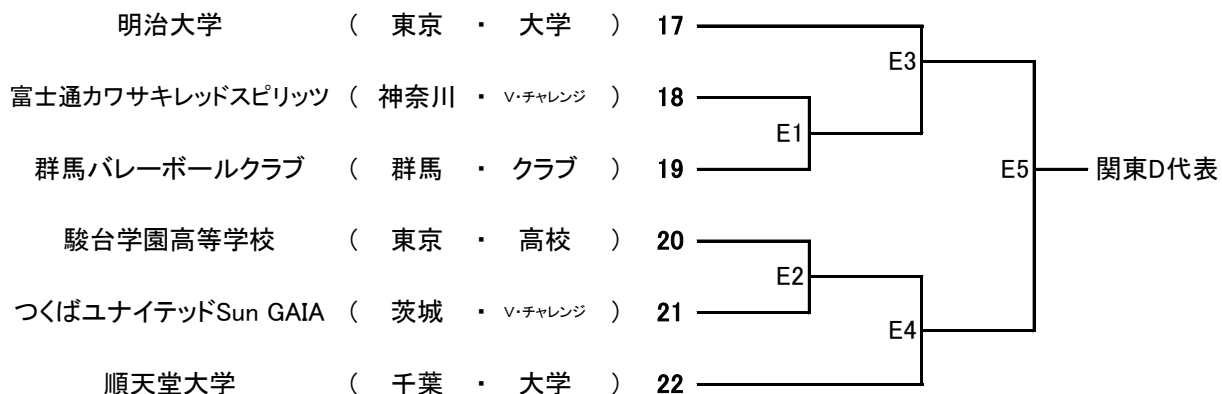 明治大学 ( 東京 ・ 大学 ) 17
E3
富士通カワサキレッドスピリッツ ( 神奈川 ・ V・チャレンジ ) 18
E1
群馬バレーボールクラブ ( 群馬 ・ クラブ ) 19
E5 関東D代表
駿台学園高等学校 ( 東京 ・ 高校 ) 20
E2
つくばユナイテッドSun GAIA ( 茨城 ・ V・チャレンジ ) 21
E4
順天堂大学 ( 千葉 ・ 大学 ) 22